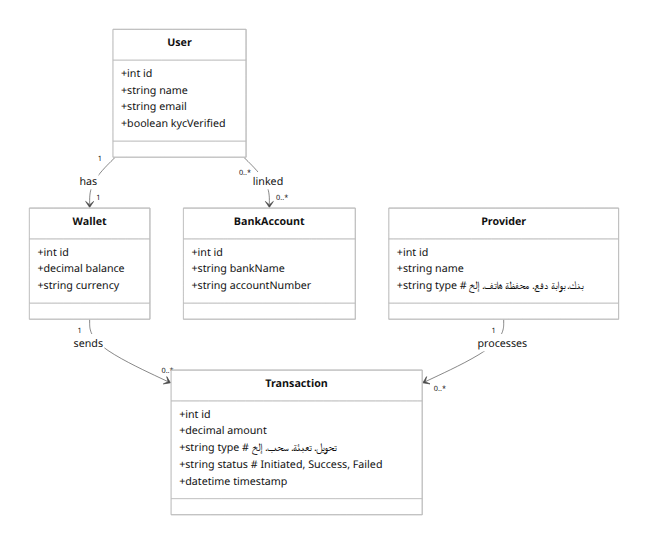 User
+int id
+string name
+string email
+boolean kycVerified
1
0..*
has
linked
1
0..*
Wallet
+int id
+decimal balance
+string currency
BankAccount
+int id
+string bankName
+string accountNumber
Provider
+int id
+string name
+string type # بنك، بوابة دفع، محفظة هاتف، إلخ
1
1
sends
processes
0..*
0..*
Transaction
+int id
+decimal amount
+string type # تحويل، تعبئة، سحب، إلخ
+string status # Initiated, Success, Failed
+datetime timestamp